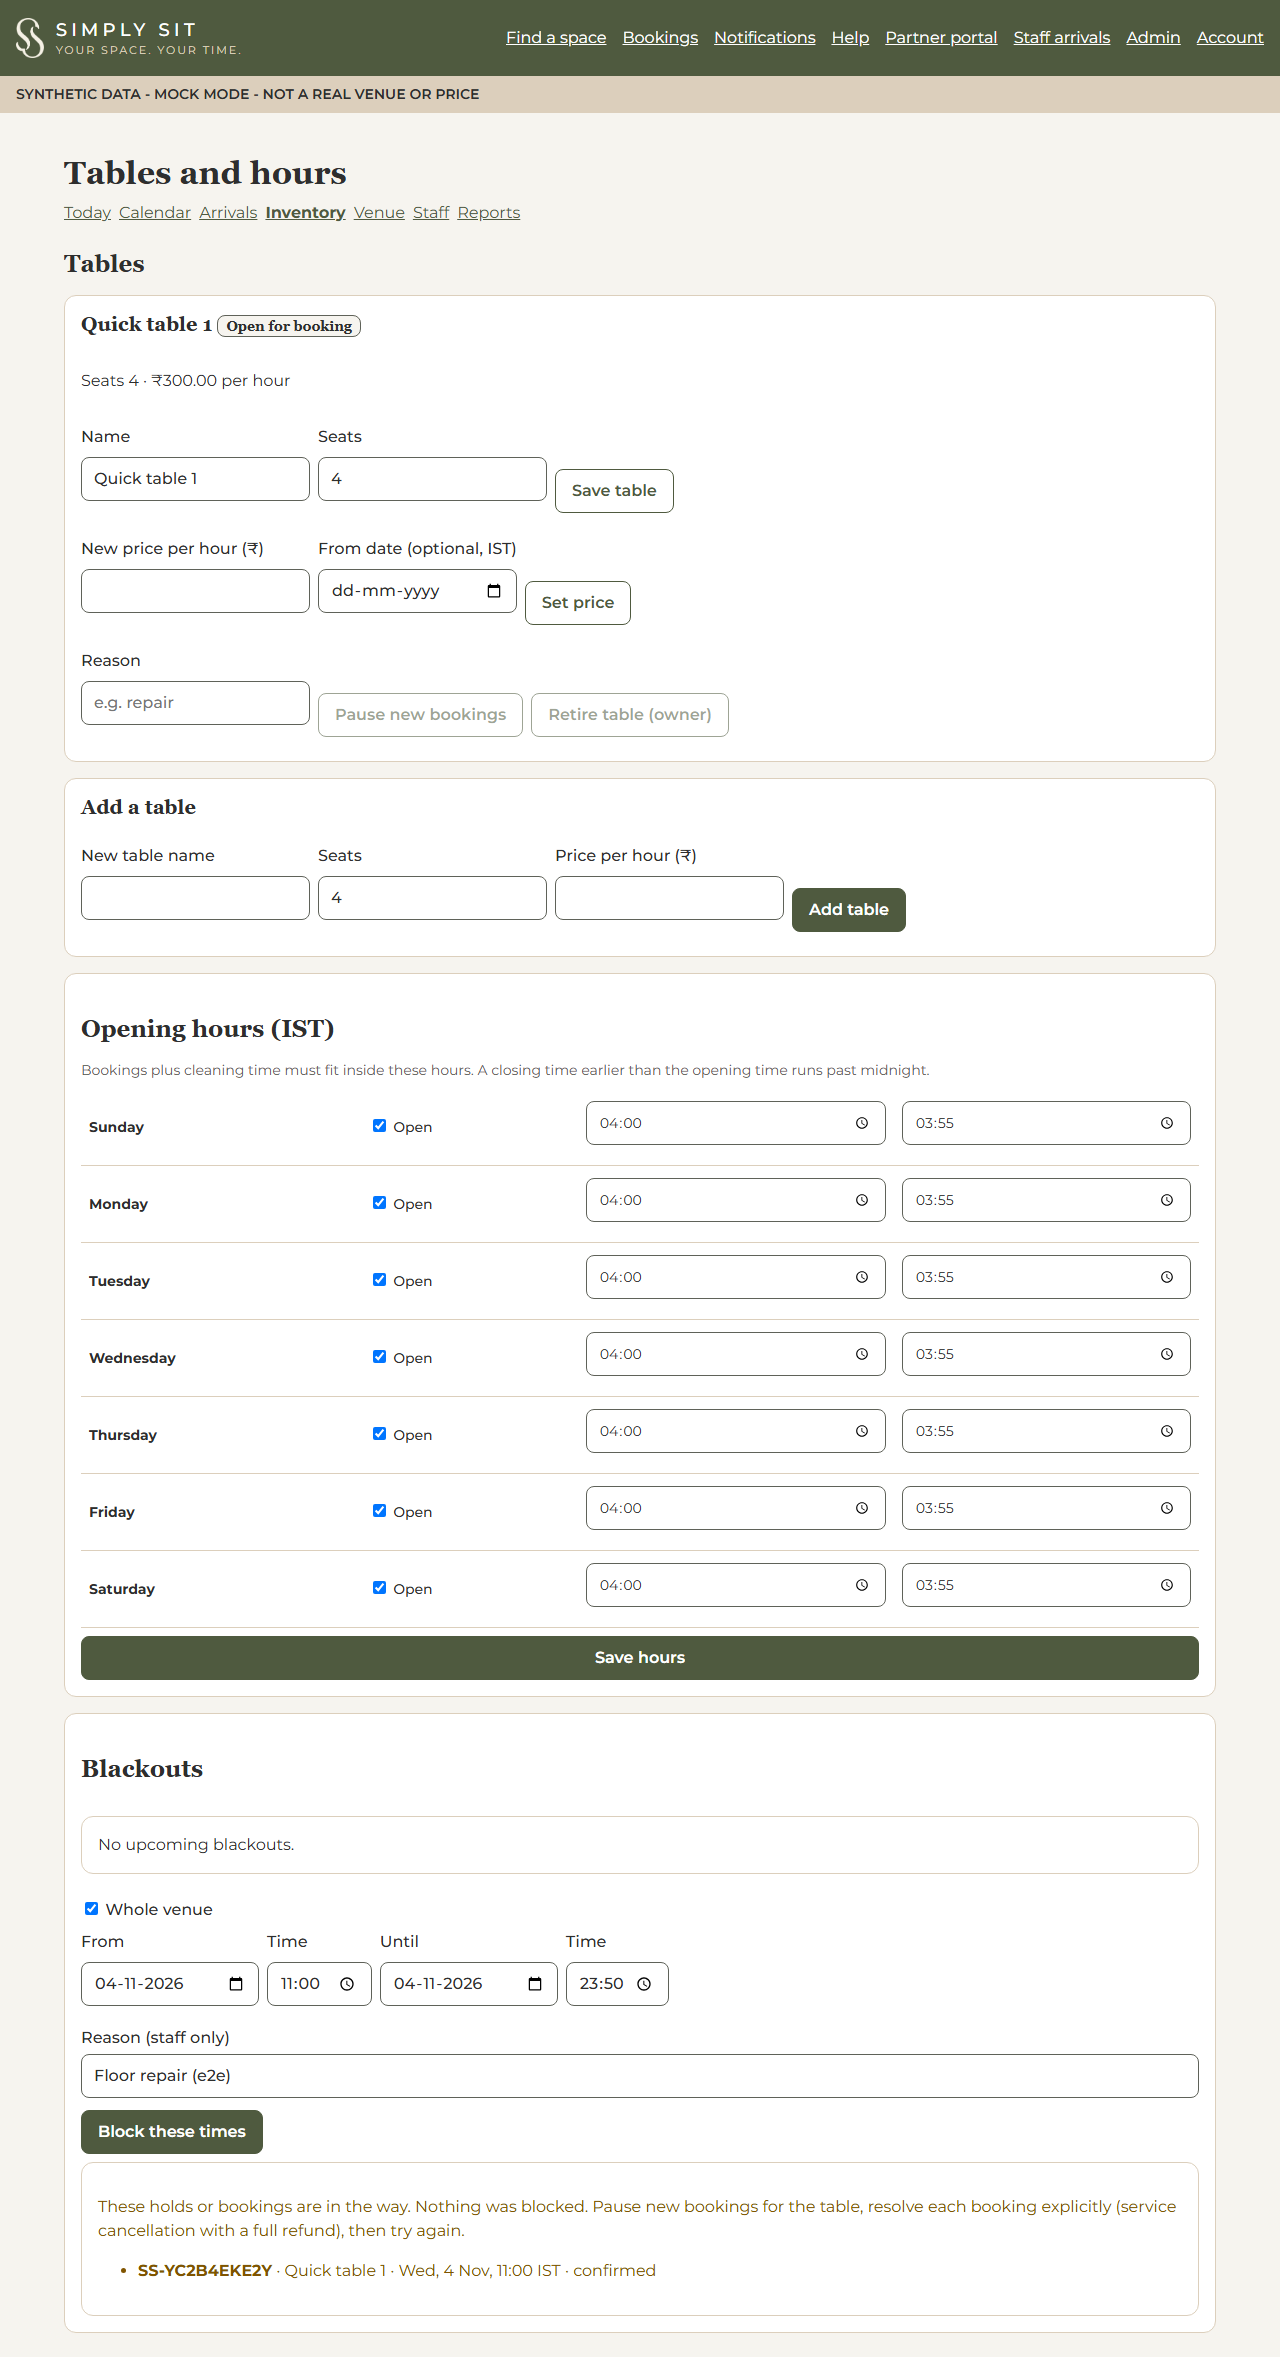 SIMPLY SIT
YOUR SPACE. YOUR TIME.
Find a space Bookings Notifications Help Partner portal Staff arrivals Admin Account
SYNTHETIC DATA - MOCK MODE - NOT A REAL VENUE OR PRICE
Tables and hours
Today Calendar Arrivals Inventory Venue Staff Reports
Tables
Quick table 1 Open for booking
Seats 4 · ₹300.00 per hour
Name Seats
Quick table 1 4 Save table
New price per hour (₹) From date (optional, IST)
dd-mm-yyyy Set price
Reason
e.g. repair Pause new bookings Retire table (owner)
Add a table
New table name Seats Price per hour (₹)
4 Add table
Opening hours (IST)
Bookings plus cleaning time must fit inside these hours. A closing time earlier than the opening time runs past midnight.
Sunday Open 04:00 03:55
Monday Open 04:00 03:55
Tuesday Open 04:00 03:55
Wednesday Open 04:00 03:55
Thursday Open 04:00 03:55
Friday Open 04:00 03:55
Saturday Open 04:00 03:55
Save hours
Blackouts
No upcoming blackouts.
Whole venue
From Time Until Time
04-11-2026 11:00 04-11-2026 23:50
Reason (staff only)
Floor repair (e2e)
Block these times
These holds or bookings are in the way. Nothing was blocked. Pause new bookings for the table, resolve each booking explicitly (service
cancellation with a full refund), then try again.
• SS-YC2B4EKE2Y · Quick table 1 · Wed, 4 Nov, 11:00 IST · confirmed